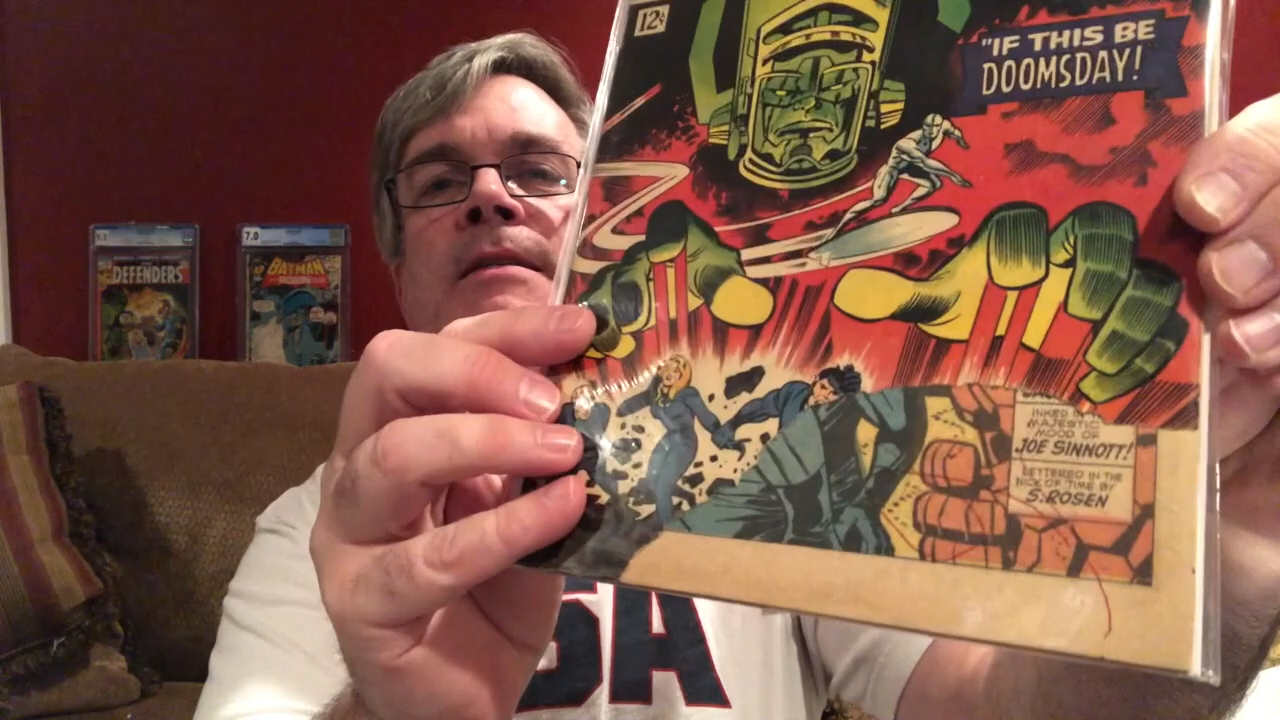 12¢
"IF THIS BE
DOOMSDAY!
DEFENDERS
7.0
BATMAN
INKED IN
MAJESTIC
MOOD OF
JOE SINNOTT!
LETTERED IN THE
NICK OF TIME BY
S. ROSEN
SA